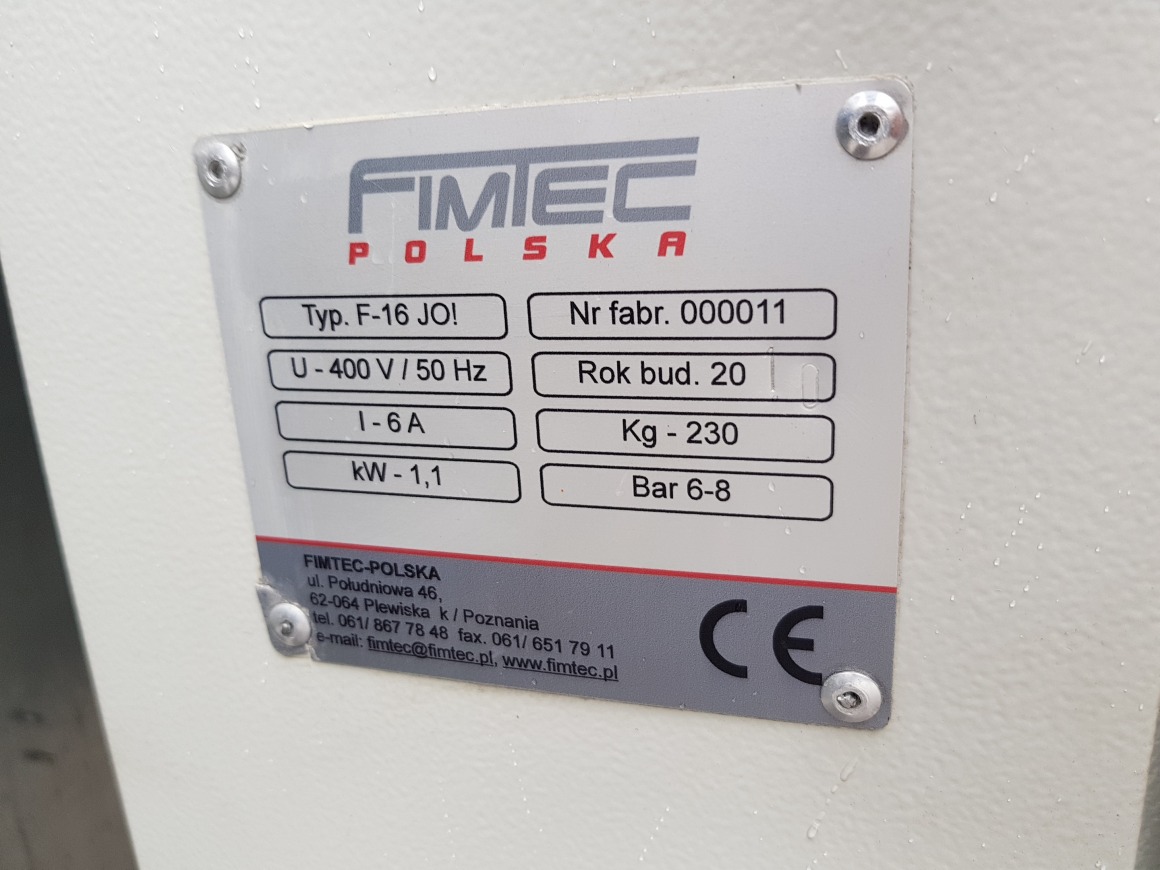 FIMTEC
POLSKA
Typ. F-16 JO!
Nr fabr. 000011
U - 400 V / 50 Hz
Rok bud. 20 10
I - 6 A
Kg - 230
kW - 1,1
Bar 6-8
FIMTEC-POLSKA
ul. Południowa 46,
62-064 Plewiska k / Poznania
tel. 061/ 867 78 48 fax. 061/ 651 79 11
e-mail: fimtec@fimtec.pl, www.fimtec.pl
CE